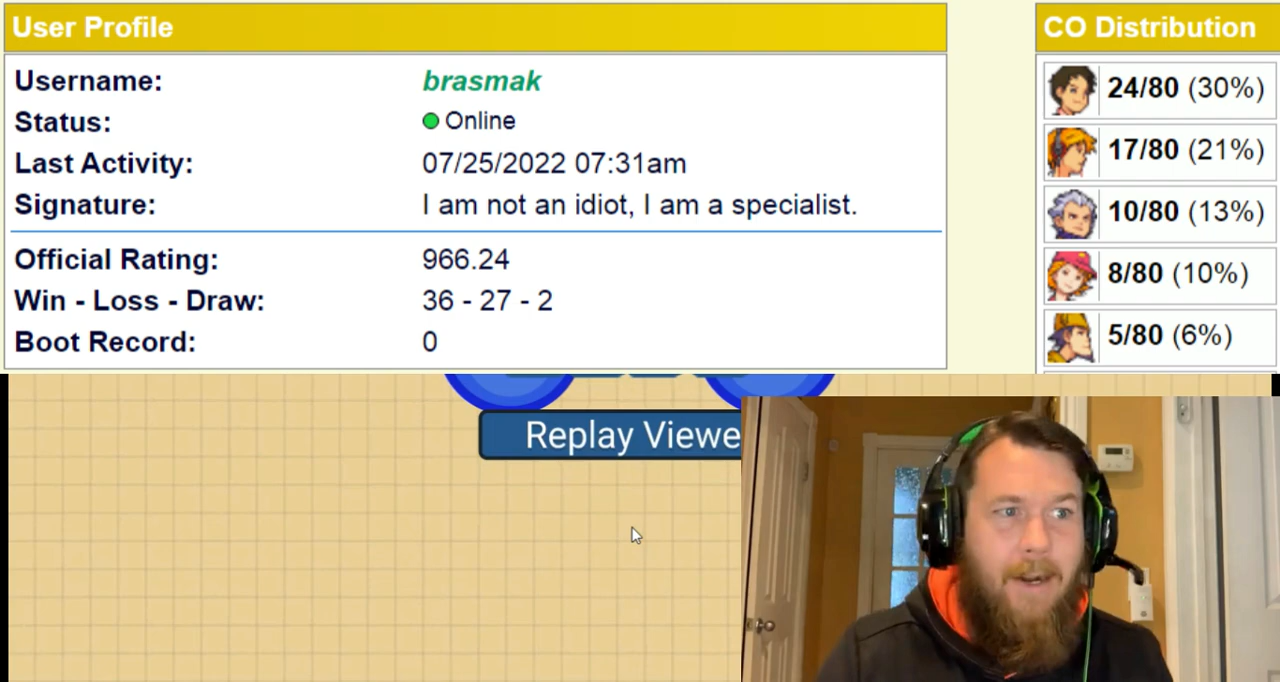 User Profile
Username: brasmak
Status: Online
Last Activity: 07/25/2022 07:31am
Signature: I am not an idiot, I am a specialist.
Official Rating: 966.24
Win - Loss - Draw: 36 - 27 - 2
Boot Record: 0
CO Distribution
24/80 (30%)
17/80 (21%)
10/80 (13%)
8/80 (10%)
5/80 (6%)
Replay Viewe